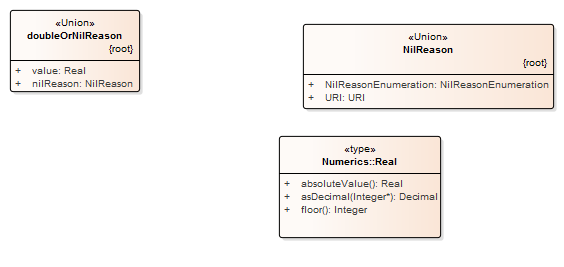 «Union»
doubleOrNilReason
{root}
+ value: Real
+ nilReason: NilReason
«Union»
NilReason
{root}
+ NilReasonEnumeration: NilReasonEnumeration
+ URI: URI
«type»
Numerics::Real
+ absoluteValue(): Real
+ asDecimal(Integer*): Decimal
+ floor(): Integer